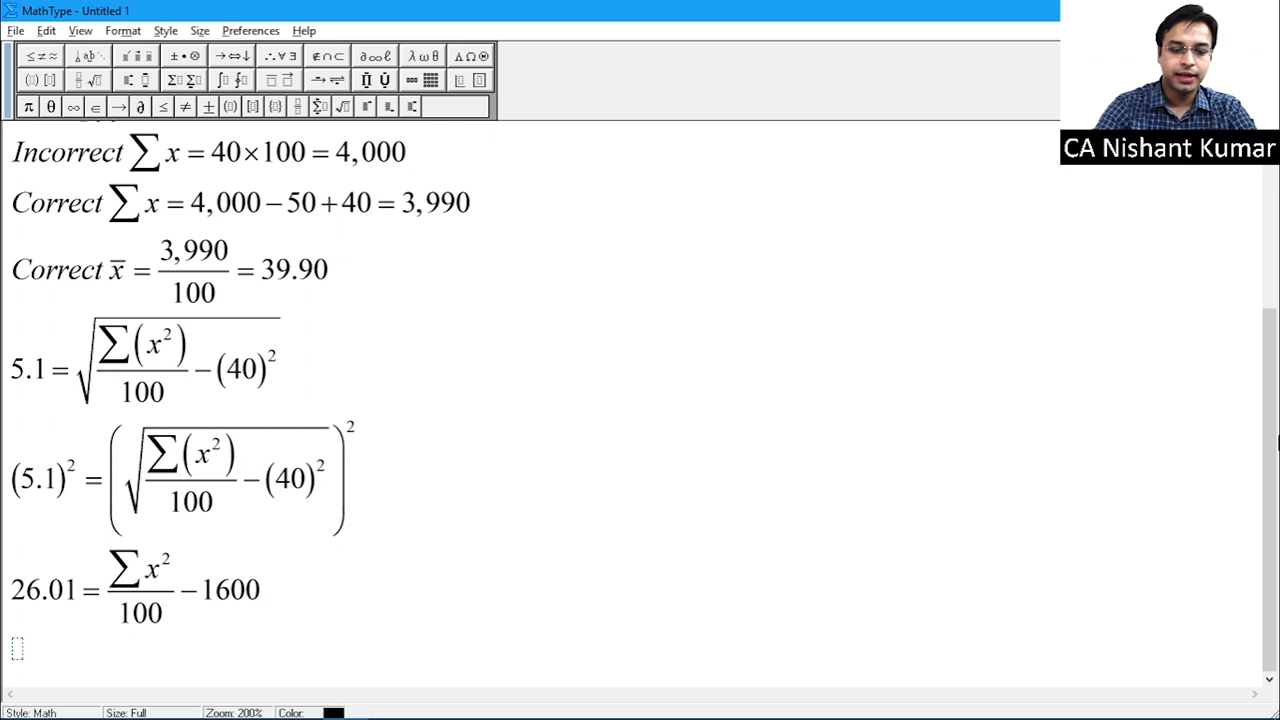 MathType - Untitled 1
File Edit View Format Style Size Preferences Help
Incorrect ∑ x = 40×100 = 4,000
Correct ∑ x = 4,000 − 50 + 40 = 3,990
Correct x̄ = 3,990/100 = 39.90
5.1 = √(∑(x²)/100 − (40)²)
(5.1)² = (√(∑(x²)/100 − (40)²))²
26.01 = ∑x²/100 − 1600
Style: Math Size: Full Zoom: 200% Color:
CA Nishant Kumar